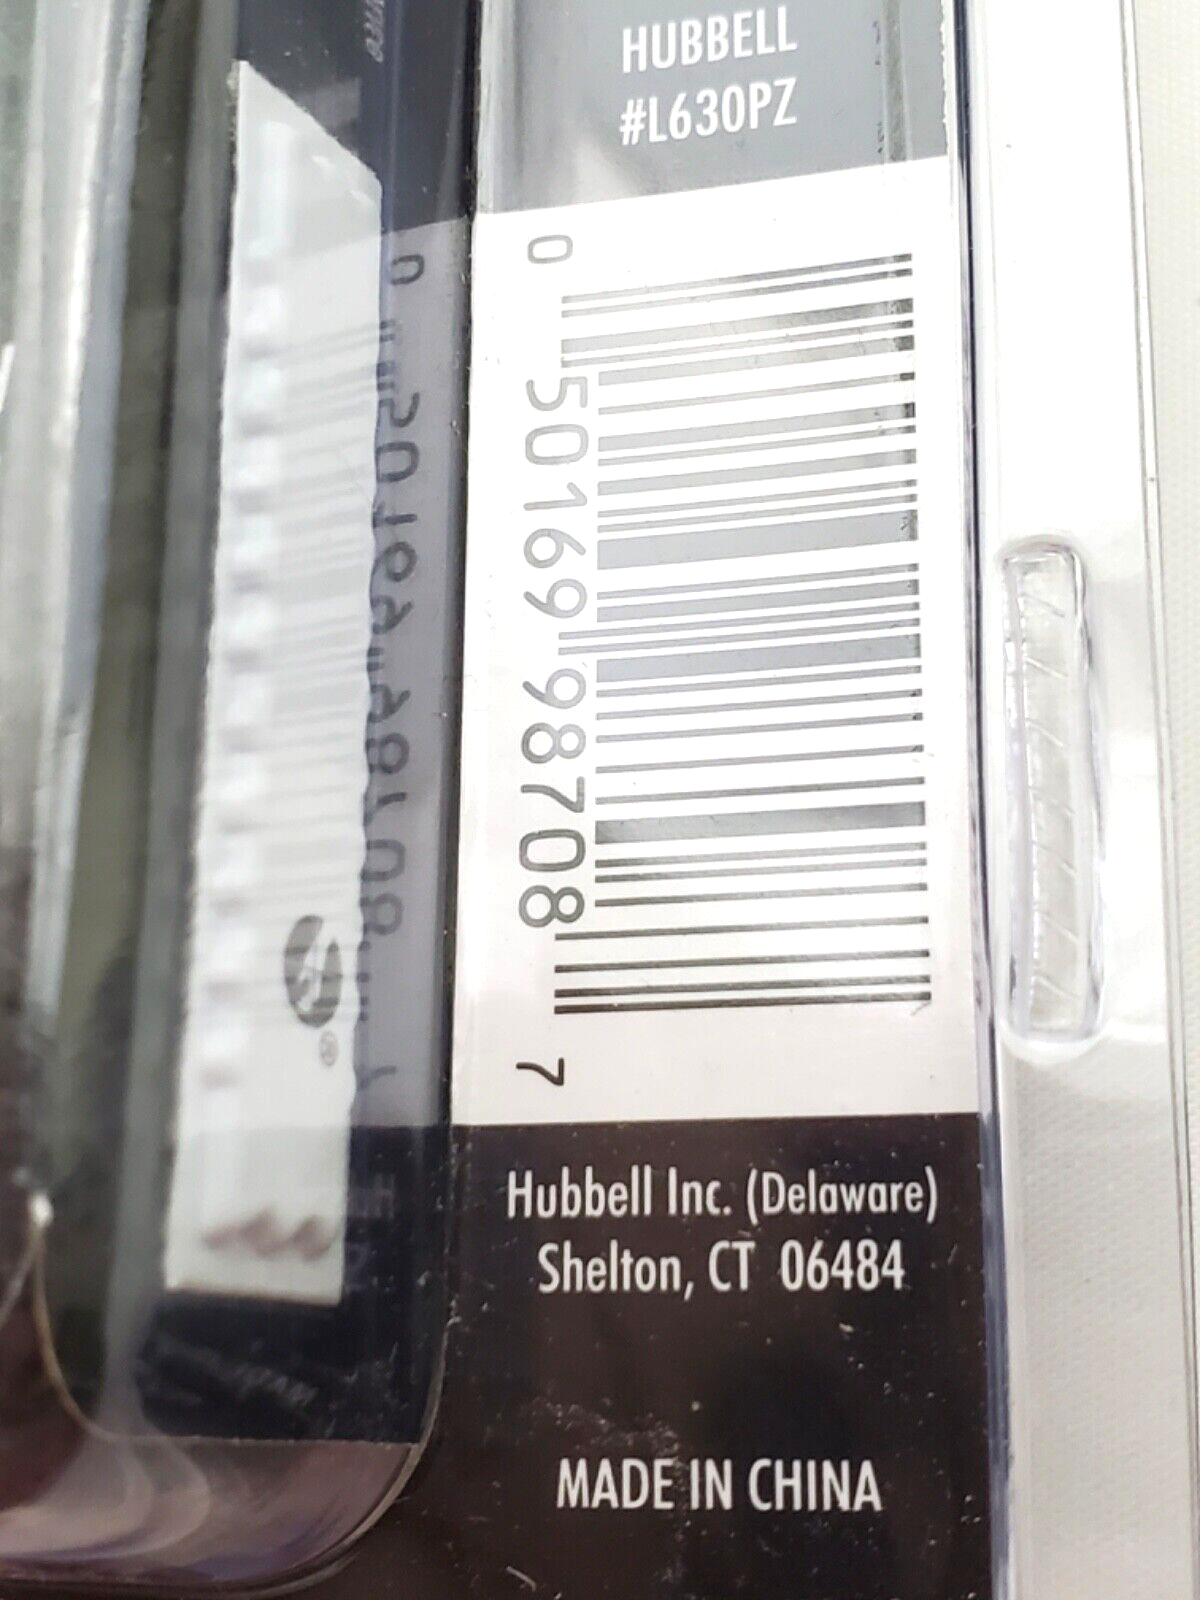 HUBBELL
#L630PZ
0 50169 98708 7
Hubbell Inc. (Delaware)
Shelton, CT 06484
MADE IN CHINA